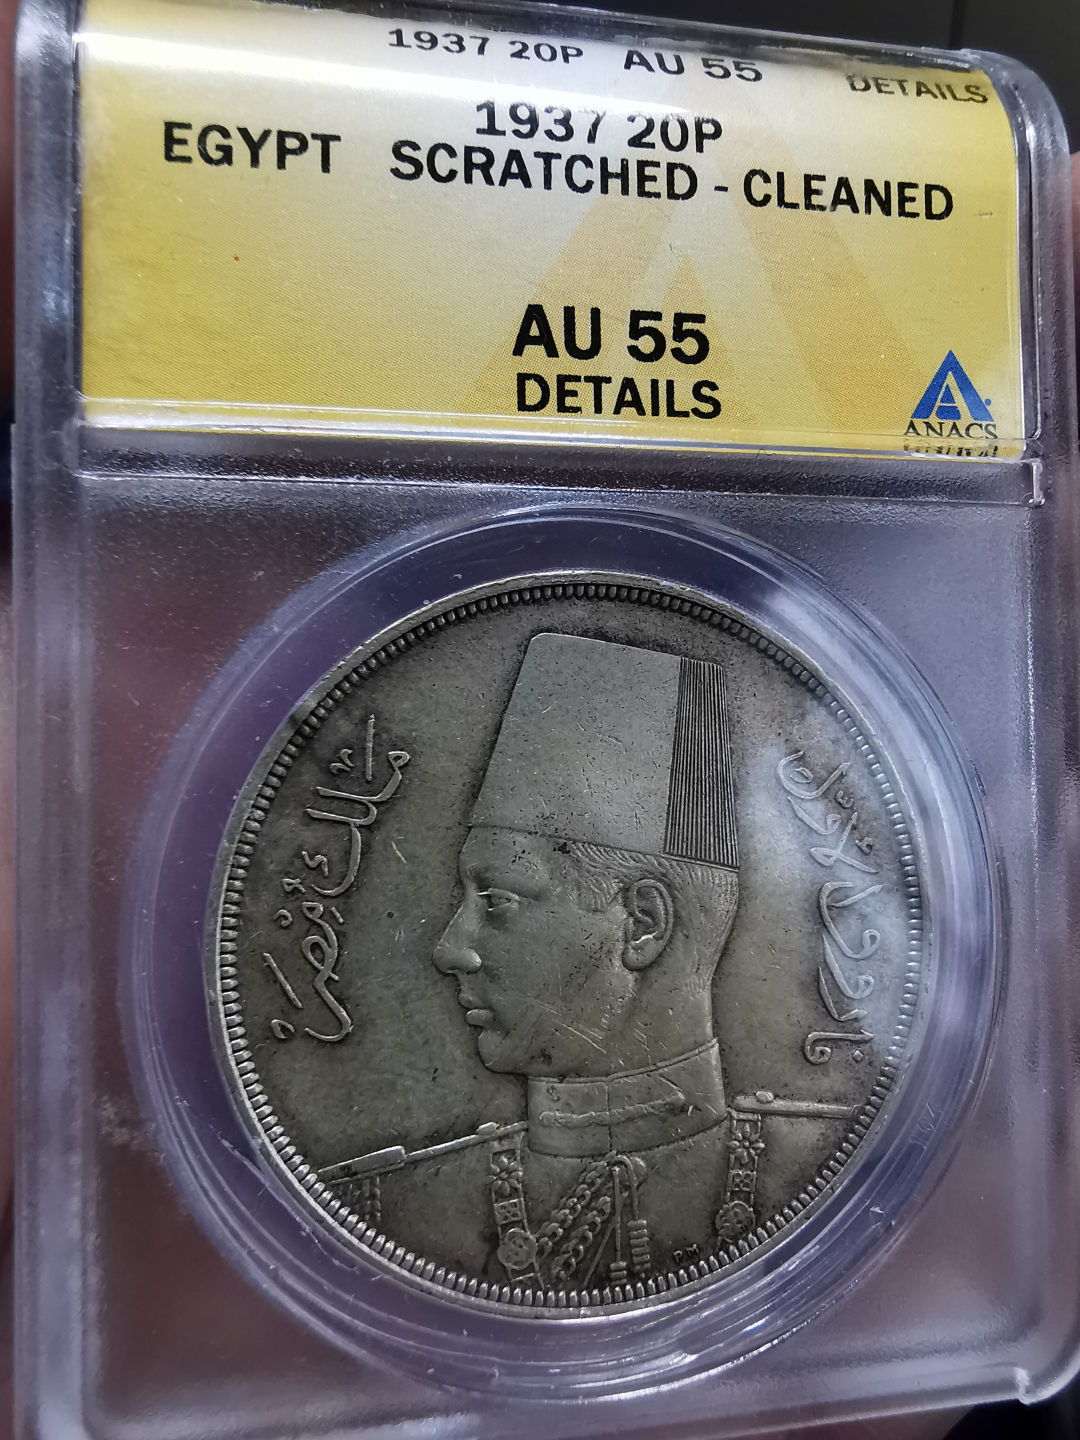 1937 20P AU 55 DETAILS
1937 20P
EGYPT SCRATCHED - CLEANED
AU 55
DETAILS
ANACS
فاروق الأول
ملك مصر
P M